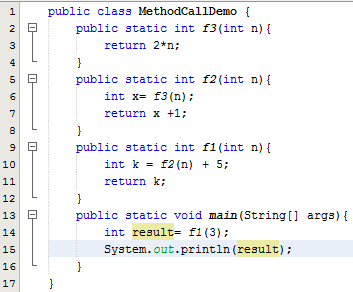 1 public class MethodCallDemo {
2 public static int f3(int n){
3 return 2*n;
4 }
5 public static int f2(int n){
6 int x= f3(n);
7 return x +1;
8 }
9 public static int f1(int n){
10 int k = f2(n) + 5;
11 return k;
12 }
13 public static void main(String[] args){
14 int result= f1(3);
15 System.out.println(result);
16 }
17 }